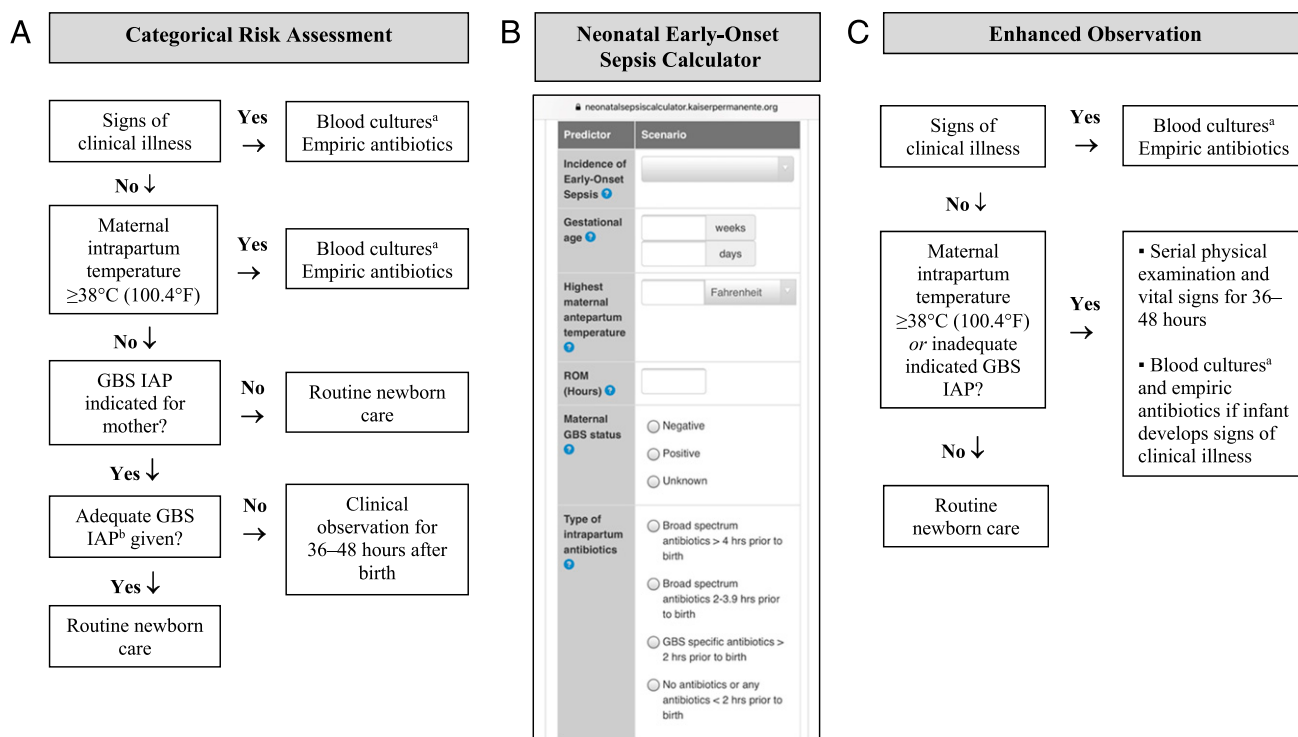 A
Categorical Risk Assessment
Signs of
clinical illness
Yes
→
Blood culturesᵃ
Empiric antibiotics
No ↓
Maternal
intrapartum
temperature
≥38°C (100.4°F)
Yes
→
Blood culturesᵃ
Empiric antibiotics
No ↓
GBS IAP
indicated for
mother?
No
→
Routine newborn
care
Yes ↓
Adequate GBS
IAPᵇ given?
No
→
Clinical
observation for
36–48 hours after
birth
Yes ↓
Routine newborn
care
B
Neonatal Early-Onset
Sepsis Calculator
neonatalsepsiscalculator.kaiserpermanente.org
Predictor Scenario
Incidence of
Early-Onset
Sepsis ?
Gestational
age ?
weeks
days
Highest
maternal
antepartum
temperature
?
Fahrenheit
ROM
(Hours) ?
Maternal
GBS status
?
Negative
Positive
Unknown
Type of
intrapartum
antibiotics
?
Broad spectrum
antibiotics > 4 hrs prior to
birth
Broad spectrum
antibiotics 2-3.9 hrs prior
to birth
GBS specific antibiotics >
2 hrs prior to birth
No antibiotics or any
antibiotics < 2 hrs prior to
birth
C
Enhanced Observation
Signs of
clinical illness
Yes
→
Blood culturesᵃ
Empiric antibiotics
No ↓
Maternal
intrapartum
temperature
≥38°C (100.4°F)
or inadequate
indicated GBS
IAP?
Yes
→
▪ Serial physical
examination and
vital signs for 36–
48 hours
▪ Blood culturesᵃ
and empiric
antibiotics if infant
develops signs of
clinical illness
No ↓
Routine
newborn care